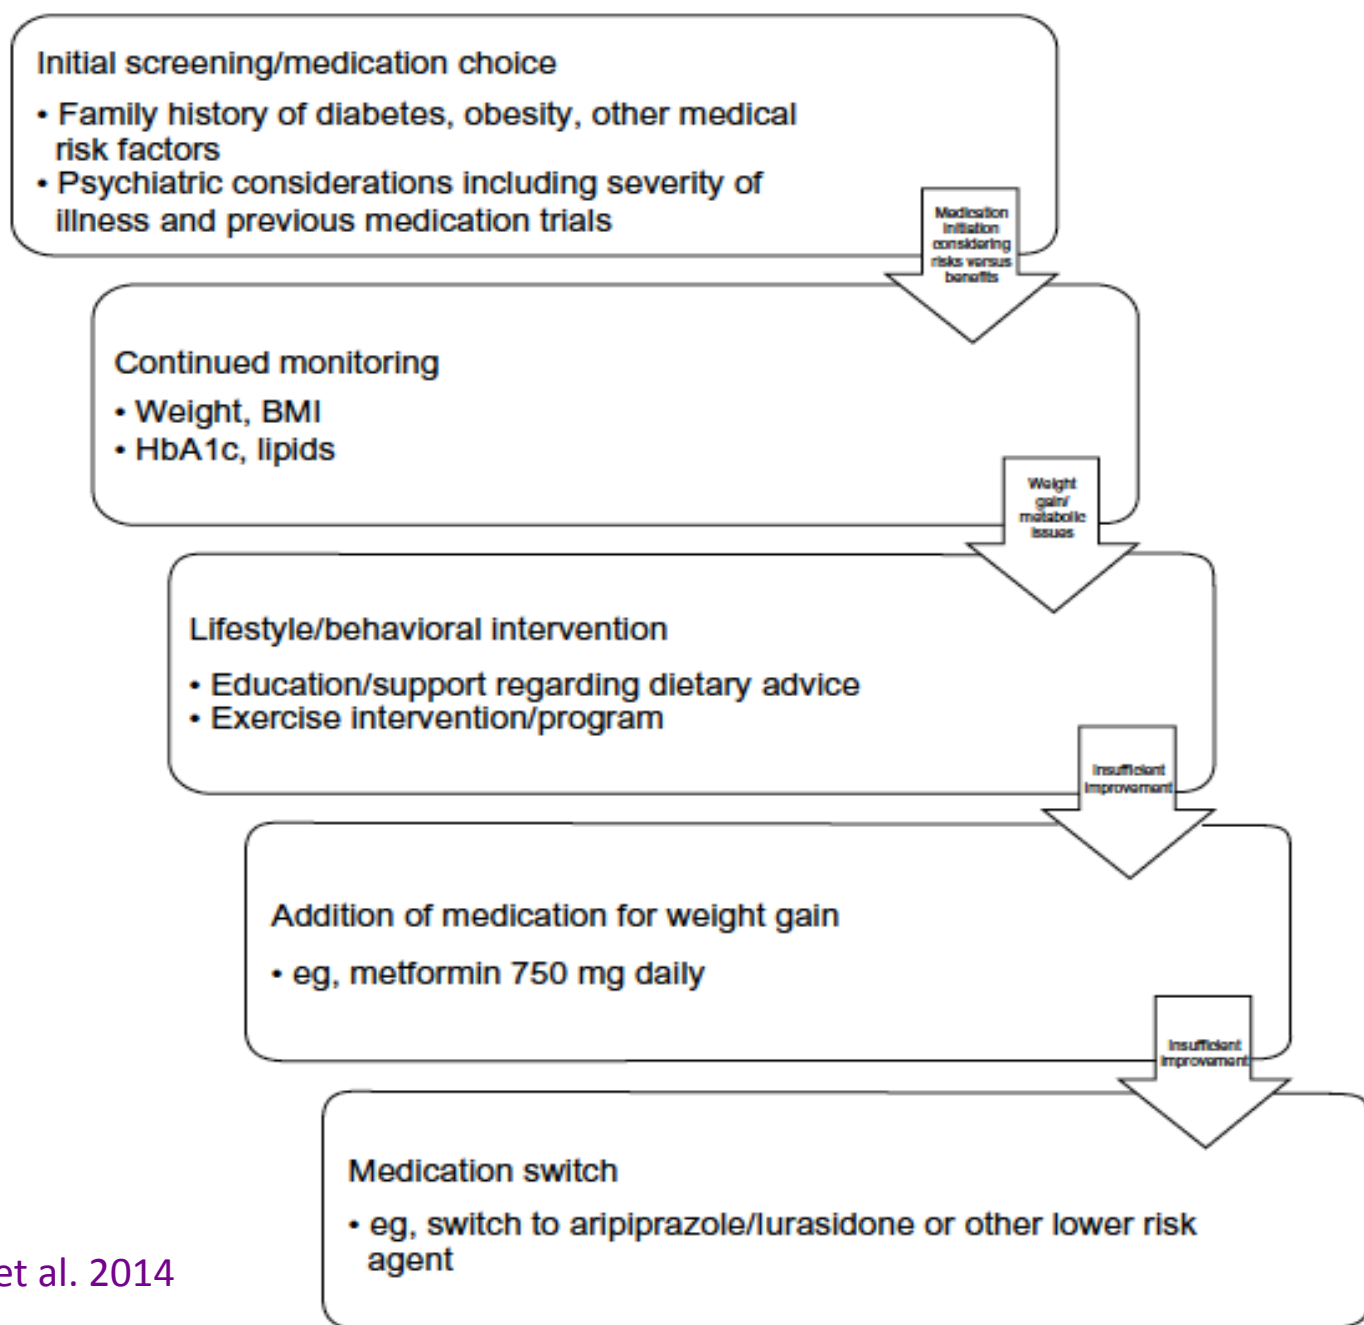 Initial screening/medication choice
• Family history of diabetes, obesity, other medical
risk factors
• Psychiatric considerations including severity of
illness and previous medication trials
Medication
initiation
considering
risks versus
benefits
Continued monitoring
• Weight, BMI
• HbA1c, lipids
Weight
gain/
metabolic
issues
Lifestyle/behavioral intervention
• Education/support regarding dietary advice
• Exercise intervention/program
Insufficient
improvement
Addition of medication for weight gain
• eg, metformin 750 mg daily
Insufficient
improvement
Medication switch
• eg, switch to aripiprazole/lurasidone or other lower risk
agent
et al. 2014